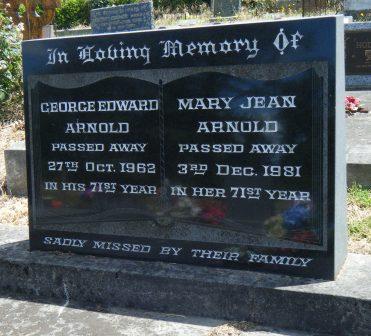 In Loving Memory Of
GEORGE EDWARD
ARNOLD
PASSED AWAY
27TH OCT. 1962
IN HIS 71ST YEAR
MARY JEAN
ARNOLD
PASSED AWAY
3RD DEC. 1981
IN HER 71ST YEAR
SADLY MISSED BY THEIR FAMILY